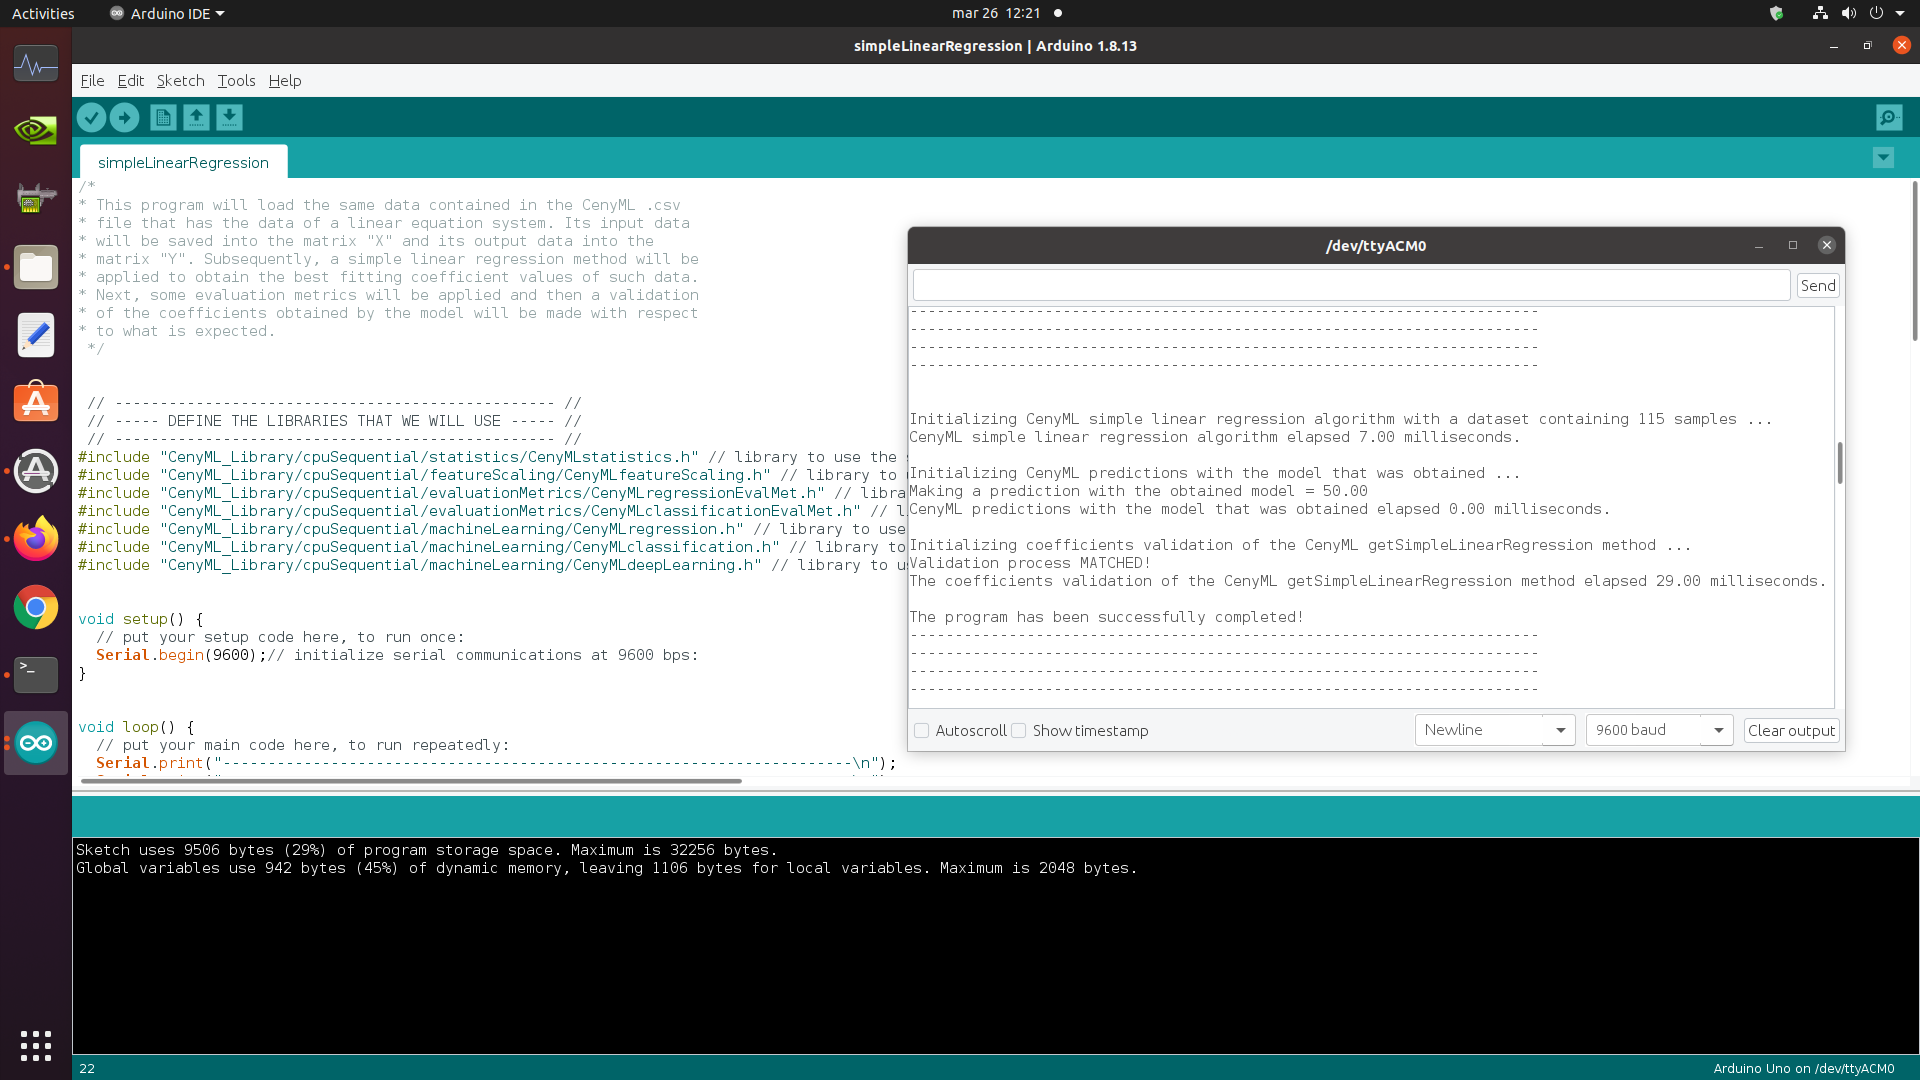 Activities
Arduino IDE
mar 26 12:21
simpleLinearRegression | Arduino 1.8.13
File Edit Sketch Tools Help
simpleLinearRegression
/*
* This program will load the same data contained in the CenyML .csv
* file that has the data of a linear equation system. Its input data
* will be saved into the matrix "X" and its output data into the
* matrix "Y". Subsequently, a simple linear regression method will be
* applied to obtain the best fitting coefficient values of such data.
* Next, some evaluation metrics will be applied and then a validation
* of the coefficients obtained by the model will be made with respect
* to what is expected.
*/
// ------------------------------------------------- //
// ----- DEFINE THE LIBRARIES THAT WE WILL USE ----- //
// ------------------------------------------------- //
#include "CenyML_Library/cpuSequential/statistics/CenyMLstatistics.h" // library to use the
#include "CenyML_Library/cpuSequential/featureScaling/CenyMLfeatureScaling.h" // library to
#include "CenyML_Library/cpuSequential/evaluationMetrics/CenyMLregressionEvalMet.h" // libra
#include "CenyML_Library/cpuSequential/evaluationMetrics/CenyMLclassificationEvalMet.h" // l
#include "CenyML_Library/cpuSequential/machineLearning/CenyMLregression.h" // library to use
#include "CenyML_Library/cpuSequential/machineLearning/CenyMLclassification.h" // library to
#include "CenyML_Library/cpuSequential/machineLearning/CenyMLdeepLearning.h" // library to u
void setup() {
// put your setup code here, to run once:
Serial.begin(9600);// initialize serial communications at 9600 bps:
}
void loop() {
// put your main code here, to run repeatedly:
Serial.print("----------------------------------------------------------------------\n");
/dev/ttyACM0
Send
----------------------------------------------------------------------
----------------------------------------------------------------------
----------------------------------------------------------------------
----------------------------------------------------------------------
Initializing CenyML simple linear regression algorithm with a dataset containing 115 samples ...
CenyML simple linear regression algorithm elapsed 7.00 milliseconds.
Initializing CenyML predictions with the model that was obtained ...
Making a prediction with the obtained model = 50.00
CenyML predictions with the model that was obtained elapsed 0.00 milliseconds.
Initializing coefficients validation of the CenyML getSimpleLinearRegression method ...
Validation process MATCHED!
The coefficients validation of the CenyML getSimpleLinearRegression method elapsed 29.00 milliseconds.
The program has been successfully completed!
----------------------------------------------------------------------
----------------------------------------------------------------------
----------------------------------------------------------------------
----------------------------------------------------------------------
Autoscroll Show timestamp Newline 9600 baud Clear output
Sketch uses 9506 bytes (29%) of program storage space. Maximum is 32256 bytes.
Global variables use 942 bytes (45%) of dynamic memory, leaving 1106 bytes for local variables. Maximum is 2048 bytes.
22
Arduino Uno on /dev/ttyACM0